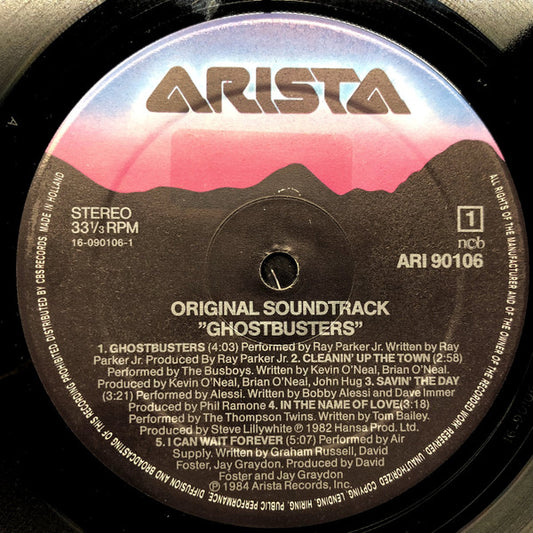 ARISTA
STEREO
33 1/3 RPM
16-090106-1
1
ncb
ARI 90106
ORIGINAL SOUNDTRACK
"GHOSTBUSTERS"
1. GHOSTBUSTERS (4:03) Performed by Ray Parker Jr. Written by Ray
Parker Jr. Produced by Ray Parker Jr. 2. CLEANIN' UP THE TOWN (2:58)
Performed by The Busboys. Written by Kevin O'Neal, Brian O'Neal.
Produced by Kevin O'Neal, Brian O'Neal, John Hug 3. SAVIN' THE DAY
(3:21) Performed by Alessi. Written by Bobby Alessi and Dave Immer
Produced by Phil Ramone 4. IN THE NAME OF LOVE(3:18)
Performed by The Thompson Twins. Written by Tom Bailey.
Produced by Steve Lillywhite ℗ 1982 Hansa Prod. Ltd.
5. I CAN WAIT FOREVER (5:07) Performed by Air
Supply. Written by Graham Russell, David
Foster, Jay Graydon. Produced by David
Foster, Jay Graydon
℗ 1984 Arista Records, Inc.
ALL RIGHTS OF THE MANUFACTURER AND OF THE OWNER OF THE RECORDED WORK RESERVED. UNAUTHORIZED COPYING, LENDING, HIRING, PUBLIC PERFORMANCE, DIFFUSION AND BROADCASTING OF THIS RECORDING PROHIBITED. DISTRIBUTED BY CBS RECORDS. MADE IN HOLLAND